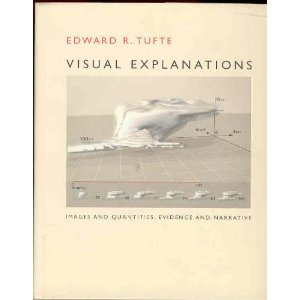 EDWARD R. TUFTE
VISUAL EXPLANATIONS
IMAGES AND QUANTITIES, EVIDENCE AND NARRATIVE